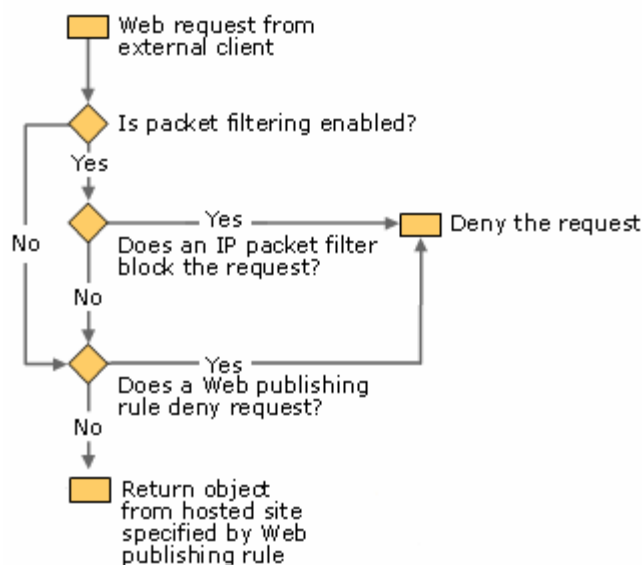 Web request from
external client
Is packet filtering enabled?
Yes
No
Yes
Deny the request
Does an IP packet filter
block the request?
No
Yes
Does a Web publishing
rule deny request?
No
Return object
from hosted site
specified by Web
publishing rule